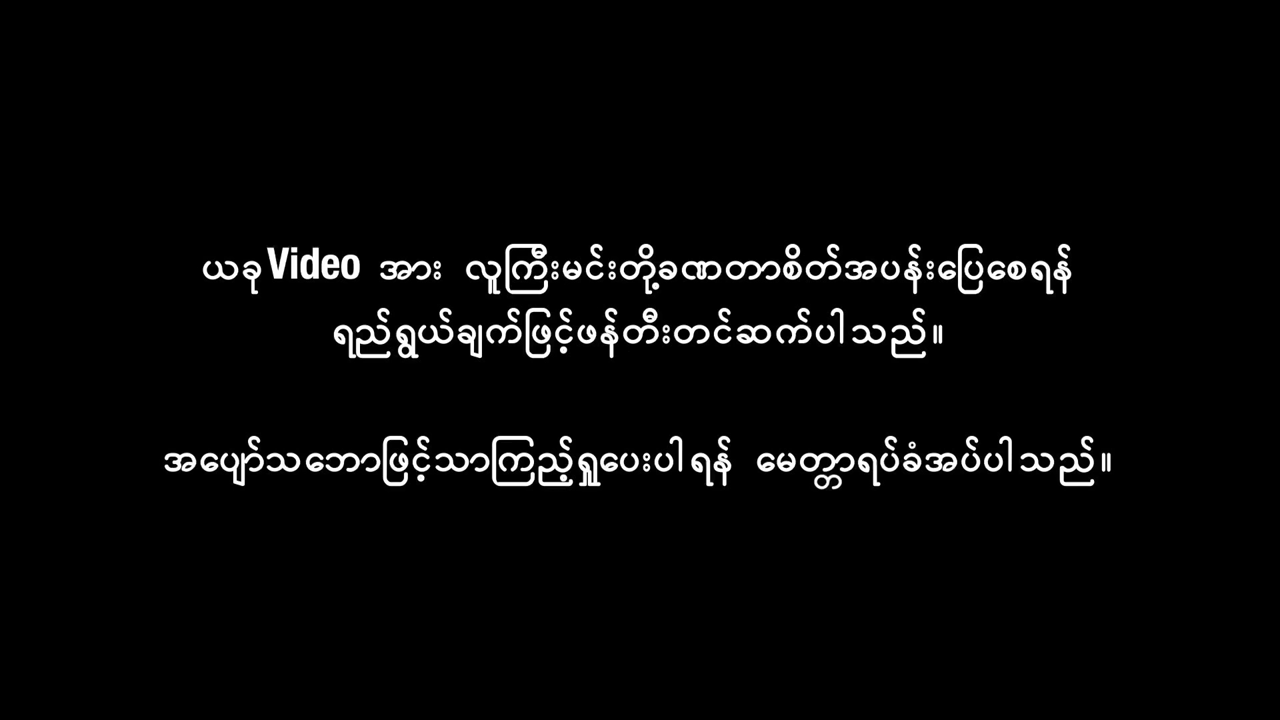 ယခု Video အား လူကြီးမင်းတို့ခဏတာစိတ်အပန်းပြေစေရန်
ရည်ရွယ်ချက်ဖြင့်ဖန်တီးတင်ဆက်ပါသည်။
အပျော်သဘောဖြင့်သာကြည့်ရှုပေးပါရန် မေတ္တာရပ်ခံအပ်ပါသည်။